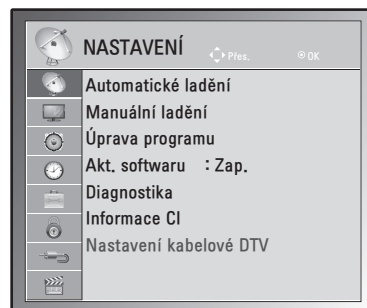 NASTAVENÍ
Přes. OK
Automatické ladění
Manuální ladění
Úprava programu
Akt. softwaru : Zap.
Diagnostika
Informace CI
Nastavení kabelové DTV